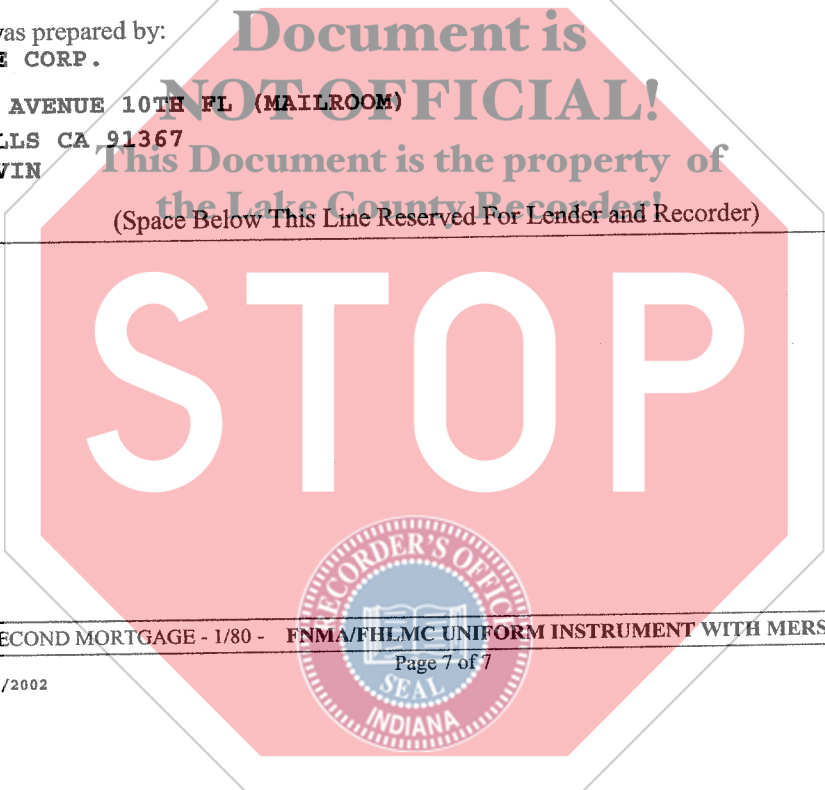 Document is
as prepared by:
E CORP.
NOT OFFICIAL!
AVENUE 10TH FL (MAILROOM)
LLS CA 91367
This Document is the property of
VIN
the Lake County Recorder!
(Space Below This Line Reserved For Lender and Recorder)
STOP
RECORDER'S OFFICE
ECOND MORTGAGE - 1/80 - FNMA/FHLMC UNIFORM INSTRUMENT WITH MERS
Page 7 of 7
/2002
SEAL
INDIANA